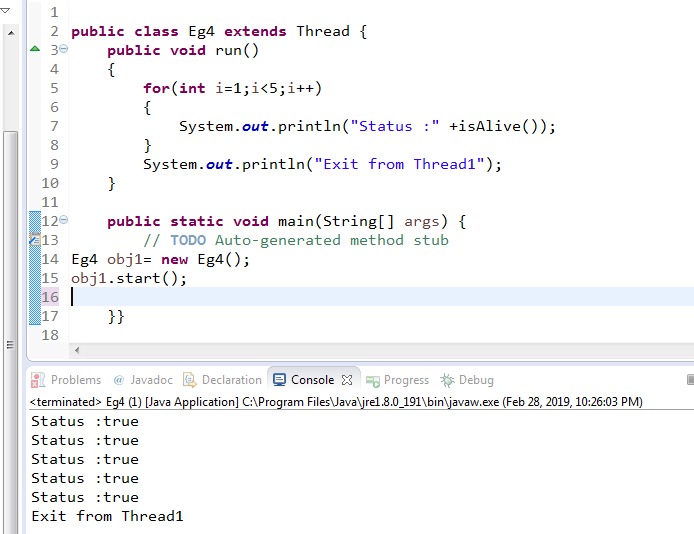 1
2 public class Eg4 extends Thread {
3 public void run()
4 {
5 for(int i=1;i<5;i++)
6 {
7 System.out.println("Status :" +isAlive());
8 }
9 System.out.println("Exit from Thread1");
10 }
11
12 public static void main(String[] args) {
13 // TODO Auto-generated method stub
14 Eg4 obj1= new Eg4();
15 obj1.start();
16
17 }}
18
Problems @ Javadoc Declaration Console Progress Debug
<terminated> Eg4 (1) [Java Application] C:\Program Files\Java\jre1.8.0_191\bin\javaw.exe (Feb 28, 2019, 10:26:03 PM)
Status :true
Status :true
Status :true
Status :true
Status :true
Exit from Thread1